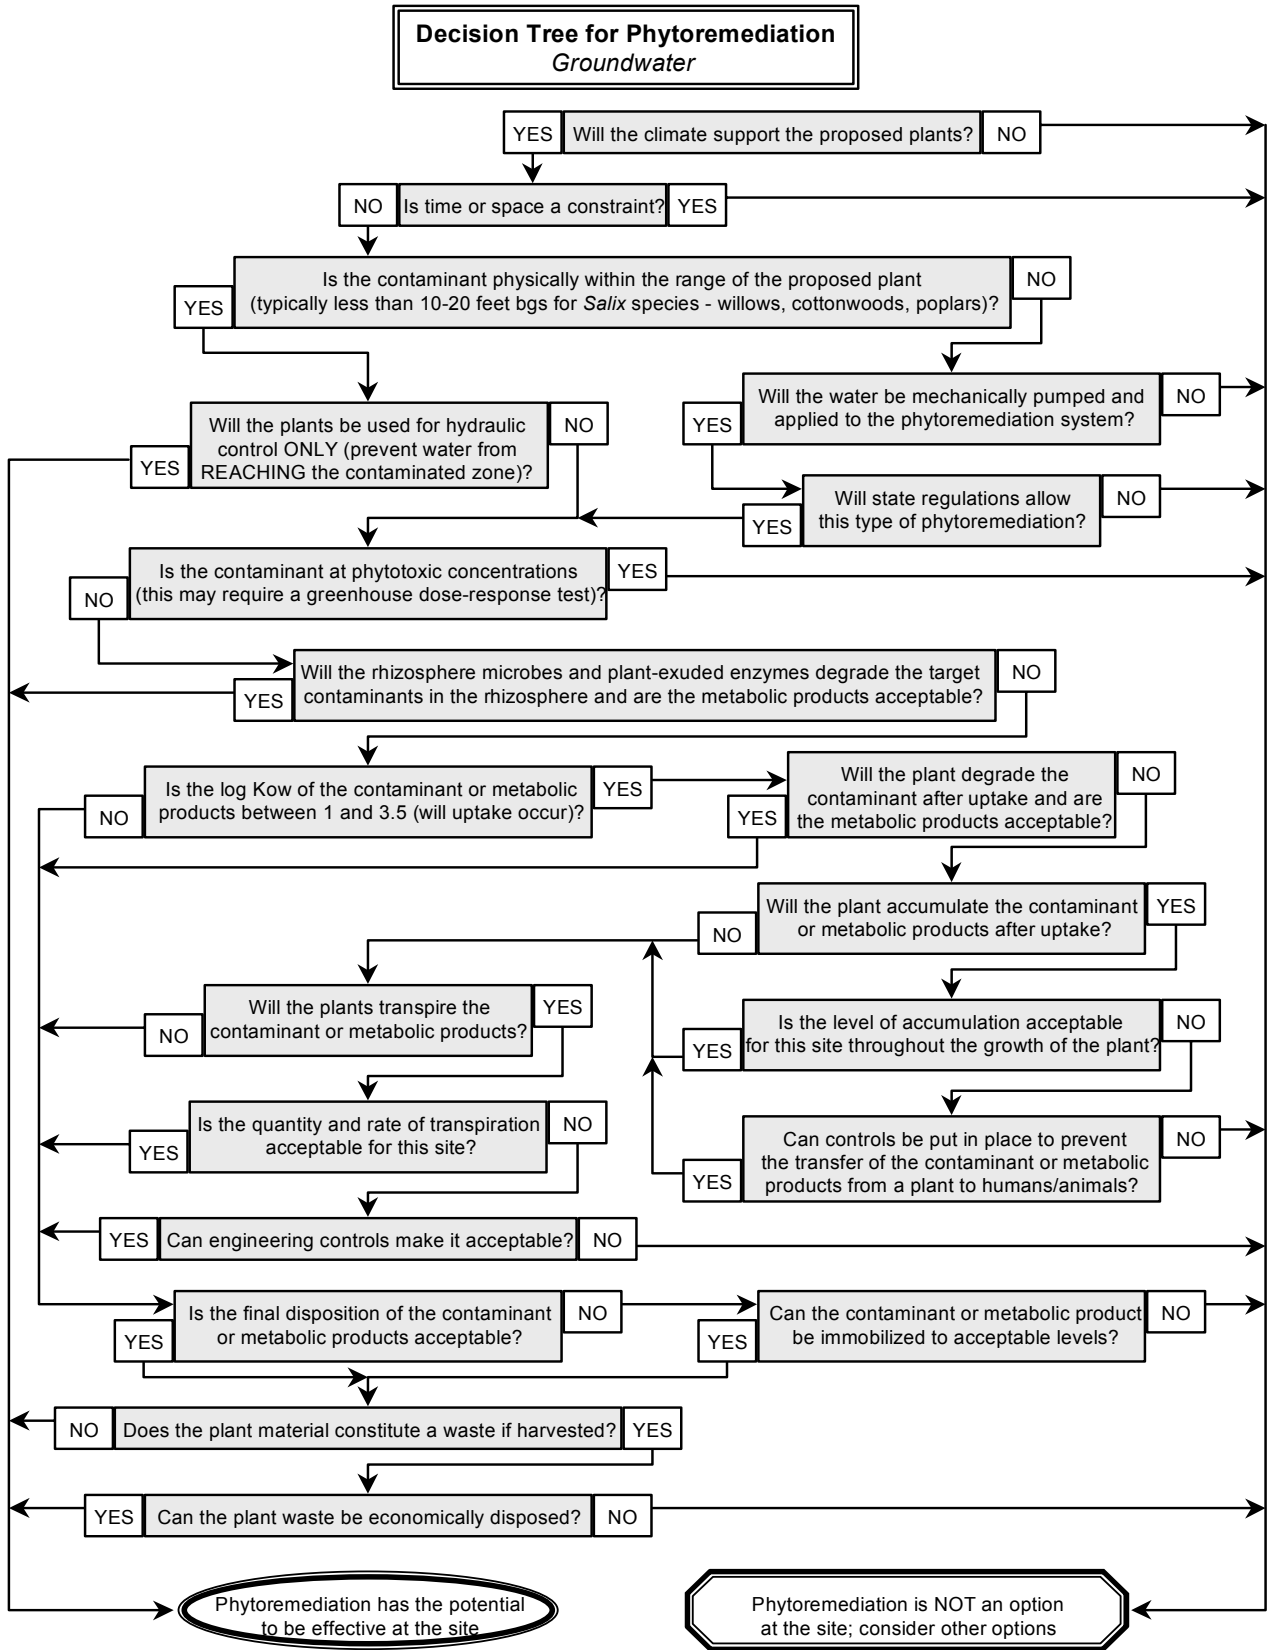 Decision Tree for Phytoremediation
Groundwater
YES
Will the climate support the proposed plants?
NO
NO
Is time or space a constraint?
YES
Is the contaminant physically within the range of the proposed plant
(typically less than 10-20 feet bgs for Salix species - willows, cottonwoods, poplars)?
YES
NO
Will the water be mechanically pumped and
applied to the phytoremediation system?
YES
NO
Will the plants be used for hydraulic
control ONLY (prevent water from
REACHING the contaminated zone)?
YES
NO
Will state regulations allow
this type of phytoremediation?
YES
NO
Is the contaminant at phytotoxic concentrations
(this may require a greenhouse dose-response test)?
NO
YES
Will the rhizosphere microbes and plant-exuded enzymes degrade the target
contaminants in the rhizosphere and are the metabolic products acceptable?
YES
NO
Is the log Kow of the contaminant or metabolic
products between 1 and 3.5 (will uptake occur)?
NO
YES
Will the plant degrade the
contaminant after uptake and are
the metabolic products acceptable?
YES
NO
Will the plant accumulate the contaminant
or metabolic products after uptake?
NO
YES
Will the plants transpire the
contaminant or metabolic products?
NO
YES
Is the level of accumulation acceptable
for this site throughout the growth of the plant?
YES
NO
Is the quantity and rate of transpiration
acceptable for this site?
YES
NO
Can controls be put in place to prevent
the transfer of the contaminant or metabolic
products from a plant to humans/animals?
YES
NO
YES
Can engineering controls make it acceptable?
NO
Is the final disposition of the contaminant
or metabolic products acceptable?
YES
NO
Can the contaminant or metabolic product
be immobilized to acceptable levels?
YES
NO
NO
Does the plant material constitute a waste if harvested?
YES
YES
Can the plant waste be economically disposed?
NO
Phytoremediation has the potential
to be effective at the site
Phytoremediation is NOT an option
at the site; consider other options